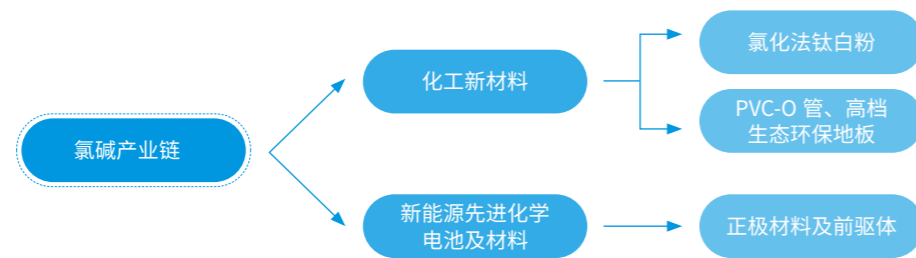 氯碱产业链
化工新材料
氯化法钛白粉
PVC-O 管、高档
生态环保地板
新能源先进化学
电池及材料
正极材料及前驱体